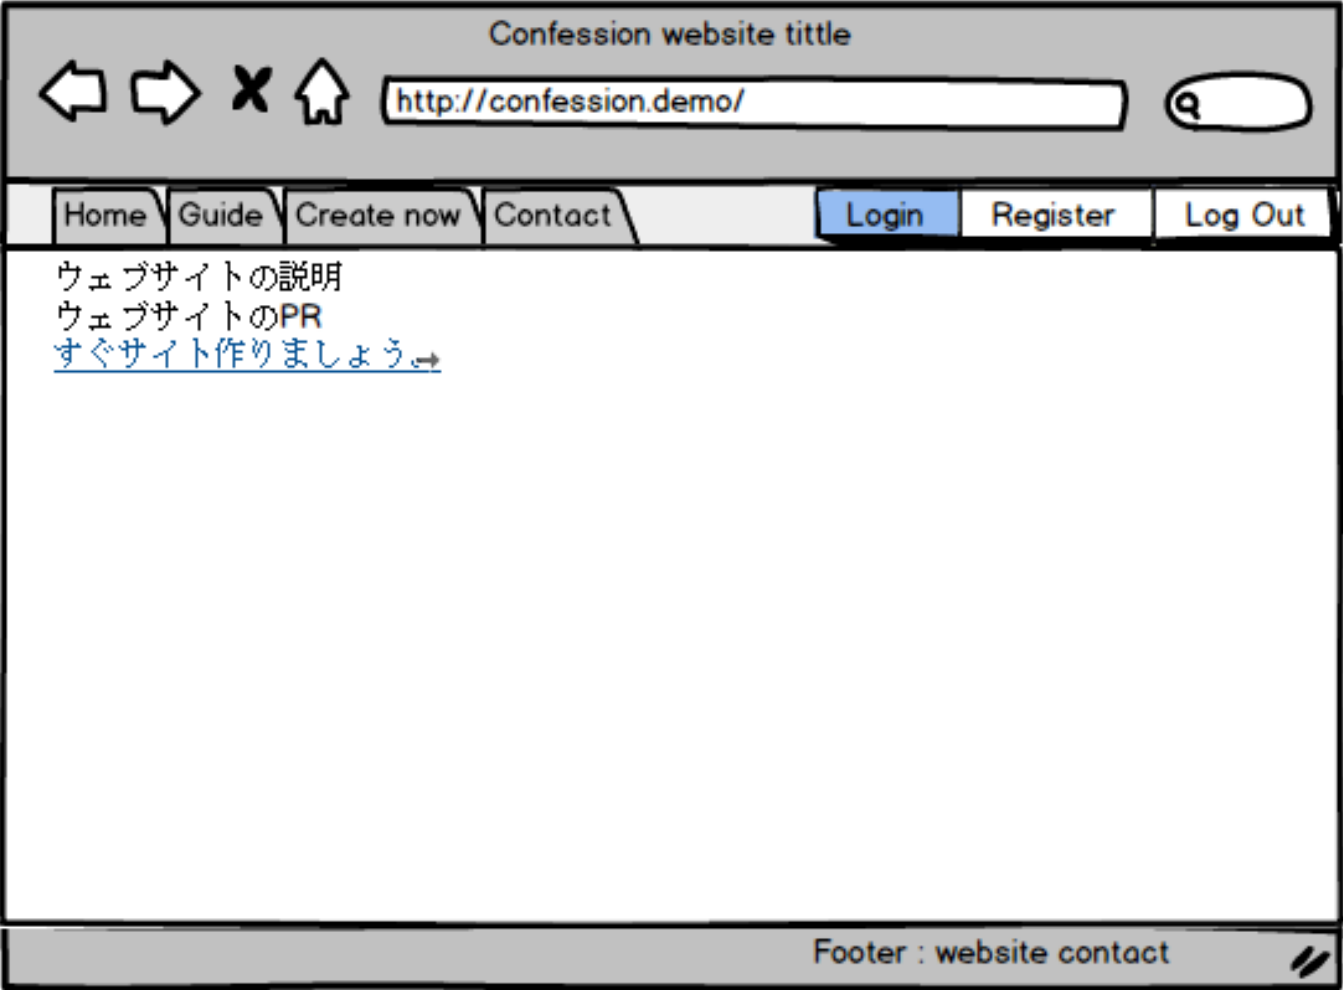 Confession website tittle
http://confession.demo/
Home Guide Create now Contact Login Register Log Out
ウェブサイトの説明
ウェブサイトのPR
すぐサイト作りましょう。→
Footer : website contact